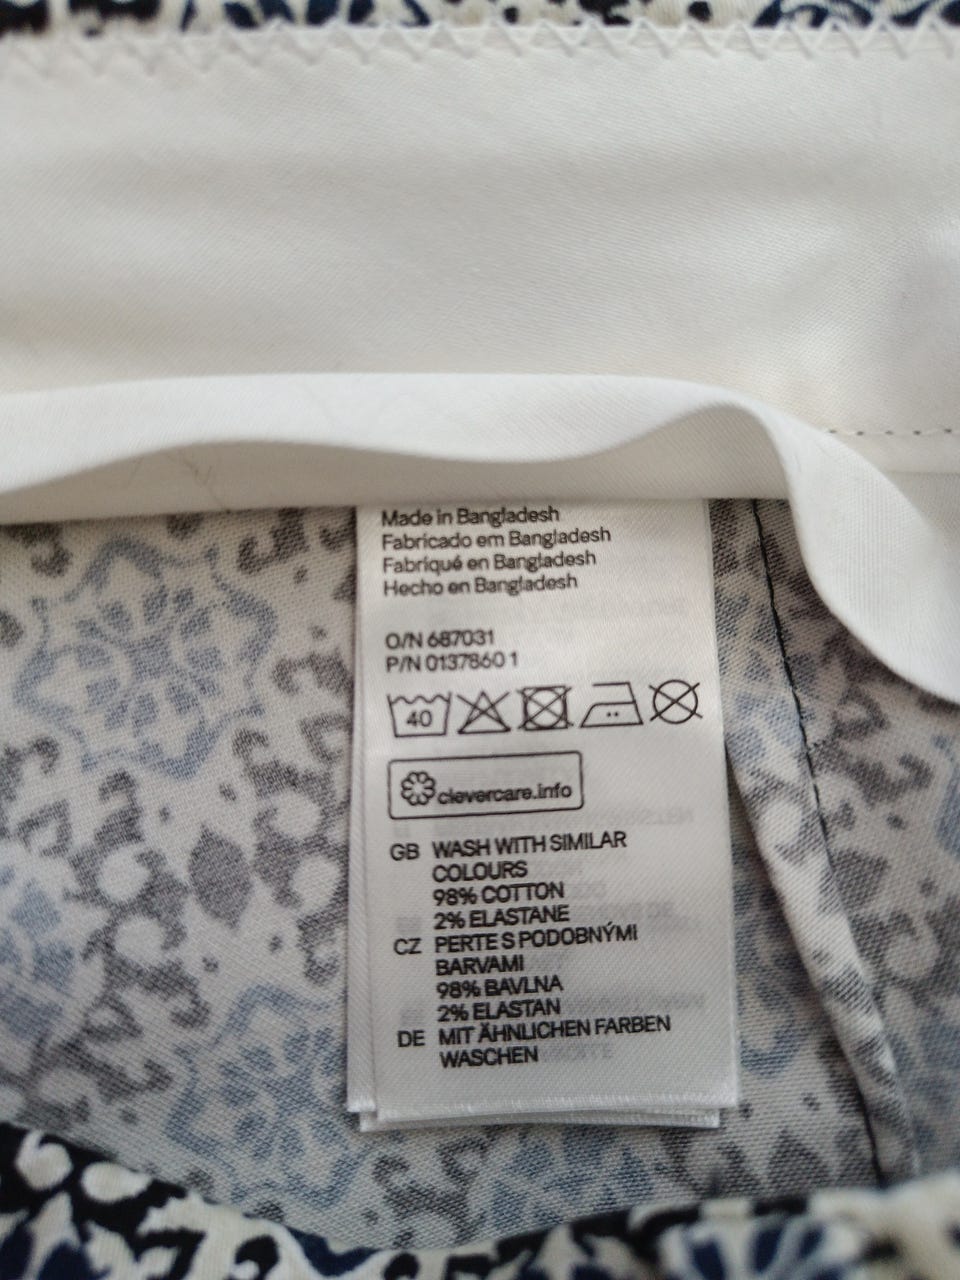 Made in Bangladesh
Fabricado em Bangladesh
Fabriqué en Bangladesh
Hecho en Bangladesh
O/N 687031
P/N 0137860 1
40
clevercare.info
GB WASH WITH SIMILAR
COLOURS
98% COTTON
2% ELASTANE
CZ PERTE S PODOBNÝMI
BARVAMI
98% BAVLNA
2% ELASTAN
DE MIT ÄHNLICHEN FARBEN
WASCHEN